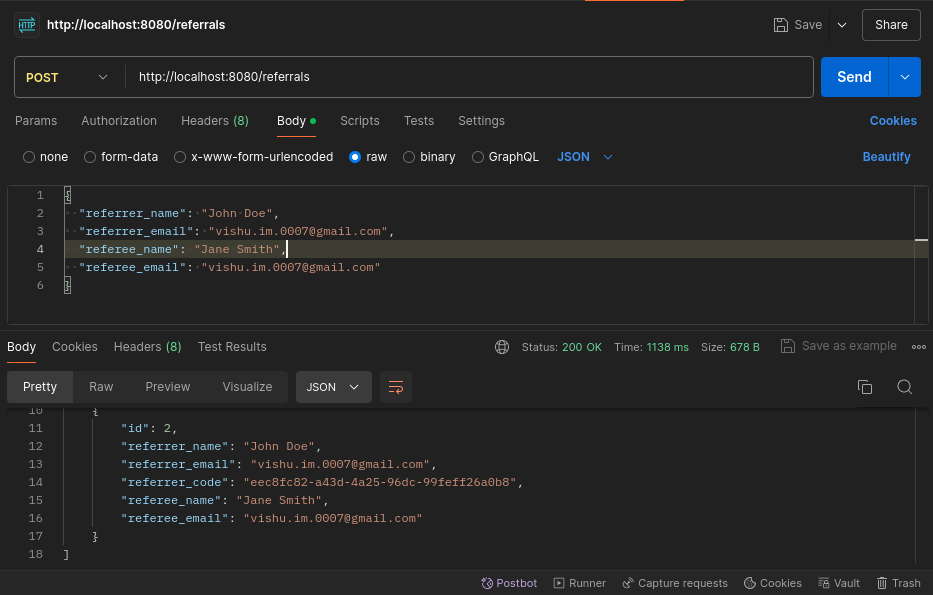 HTTP http://localhost:8080/referrals Save Share
POST http://localhost:8080/referrals Send
Params Authorization Headers (8) Body Scripts Tests Settings Cookies
none form-data x-www-form-urlencoded raw binary GraphQL JSON Beautify
1 {
2 "referrer_name": "John Doe",
3 "referrer_email": "vishu.im.0007@gmail.com",
4 "referee_name": "Jane Smith",
5 "referee_email": "vishu.im.0007@gmail.com"
6 }
Body Cookies Headers (8) Test Results Status: 200 OK Time: 1138 ms Size: 678 B Save as example
Pretty Raw Preview Visualize JSON
10 {
11 "id": 2,
12 "referrer_name": "John Doe",
13 "referrer_email": "vishu.im.0007@gmail.com",
14 "referrer_code": "eec8fc82-a43d-4a25-96dc-99feff26a0b8",
15 "referee_name": "Jane Smith",
16 "referee_email": "vishu.im.0007@gmail.com"
17 }
18 ]
Postbot Runner Capture requests Cookies Vault Trash